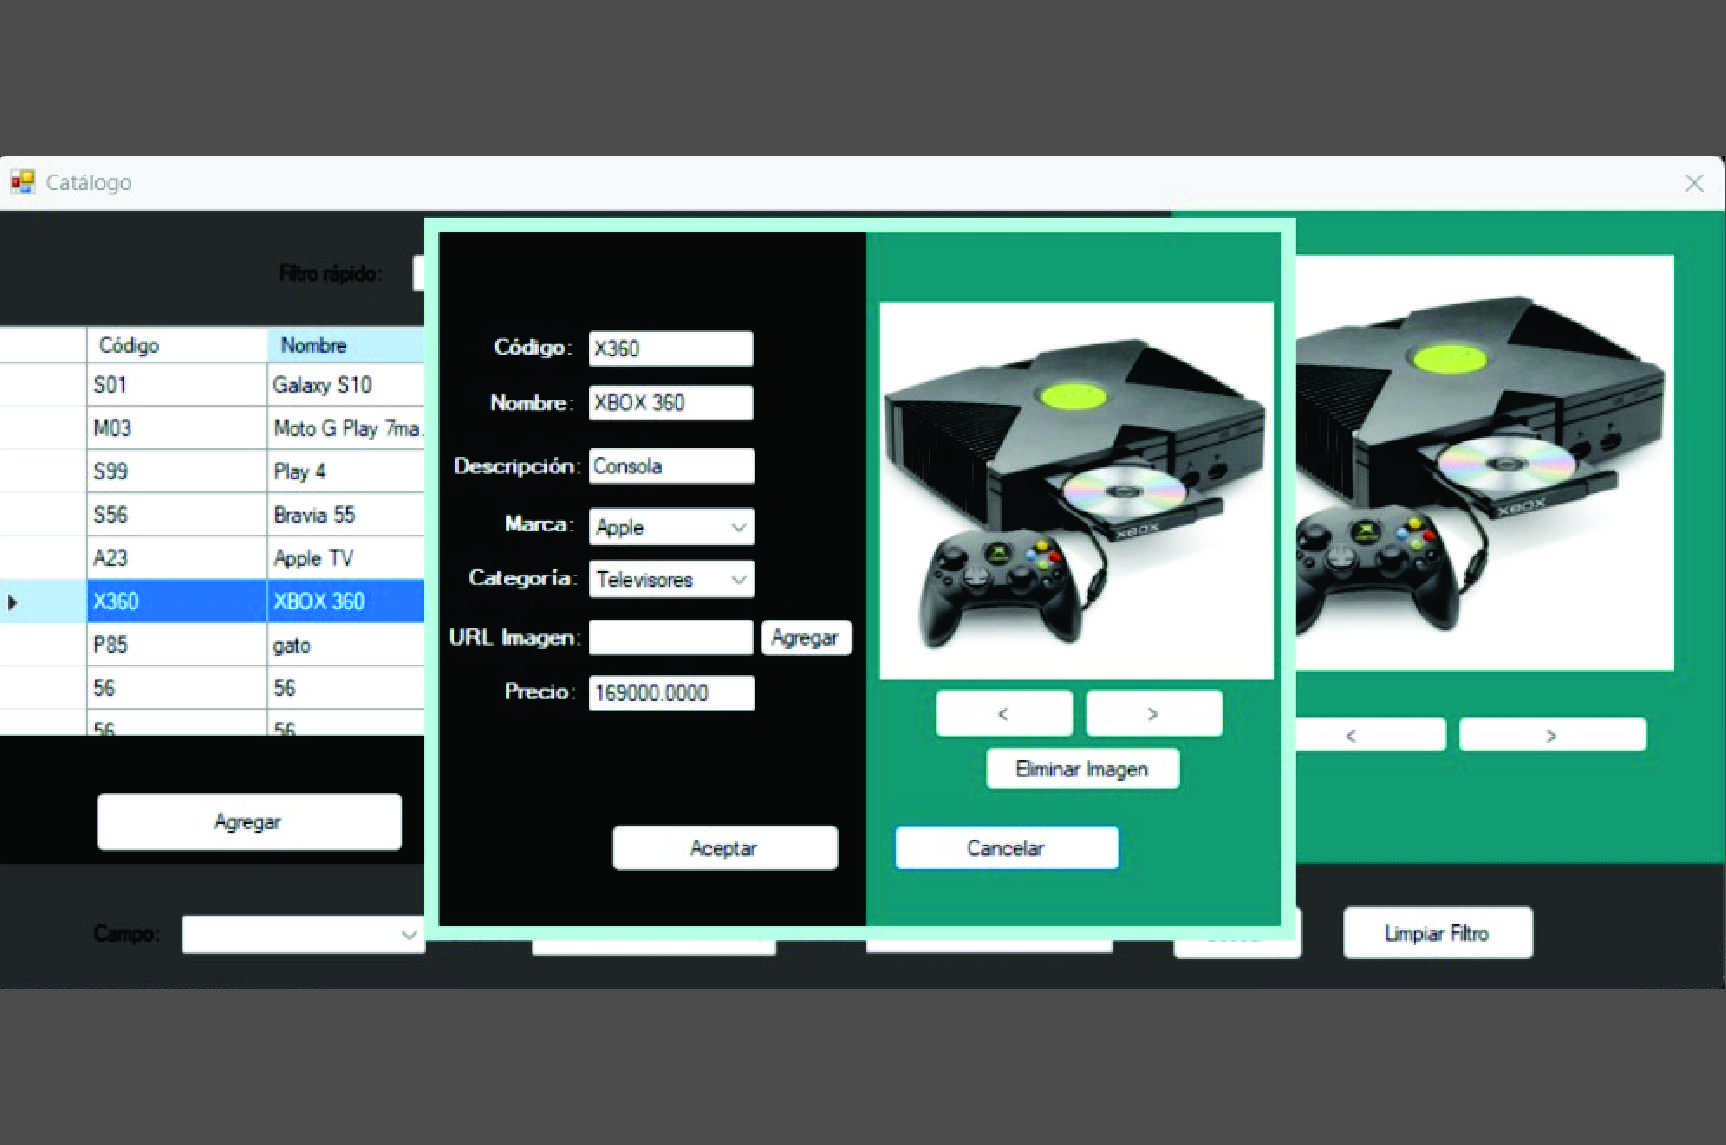 Catálogo
Filtro rápido:
Código Nombre
S01 Galaxy S10
M03 Moto G Play 7ma.
S99 Play 4
S56 Bravia 55
A23 Apple TV
X360 XBOX 360
P85 gato
56 56
56 56
Agregar
Campo:
Código: X360
Nombre: XBOX 360
Descripción: Consola
Marca: Apple
Categoría: Televisores
URL Imagen: Agregar
Precio: 169000.0000
Aceptar
XBOX
< >
Eliminar Imagen
Cancelar
XBOX
< >
Limpiar Filtro